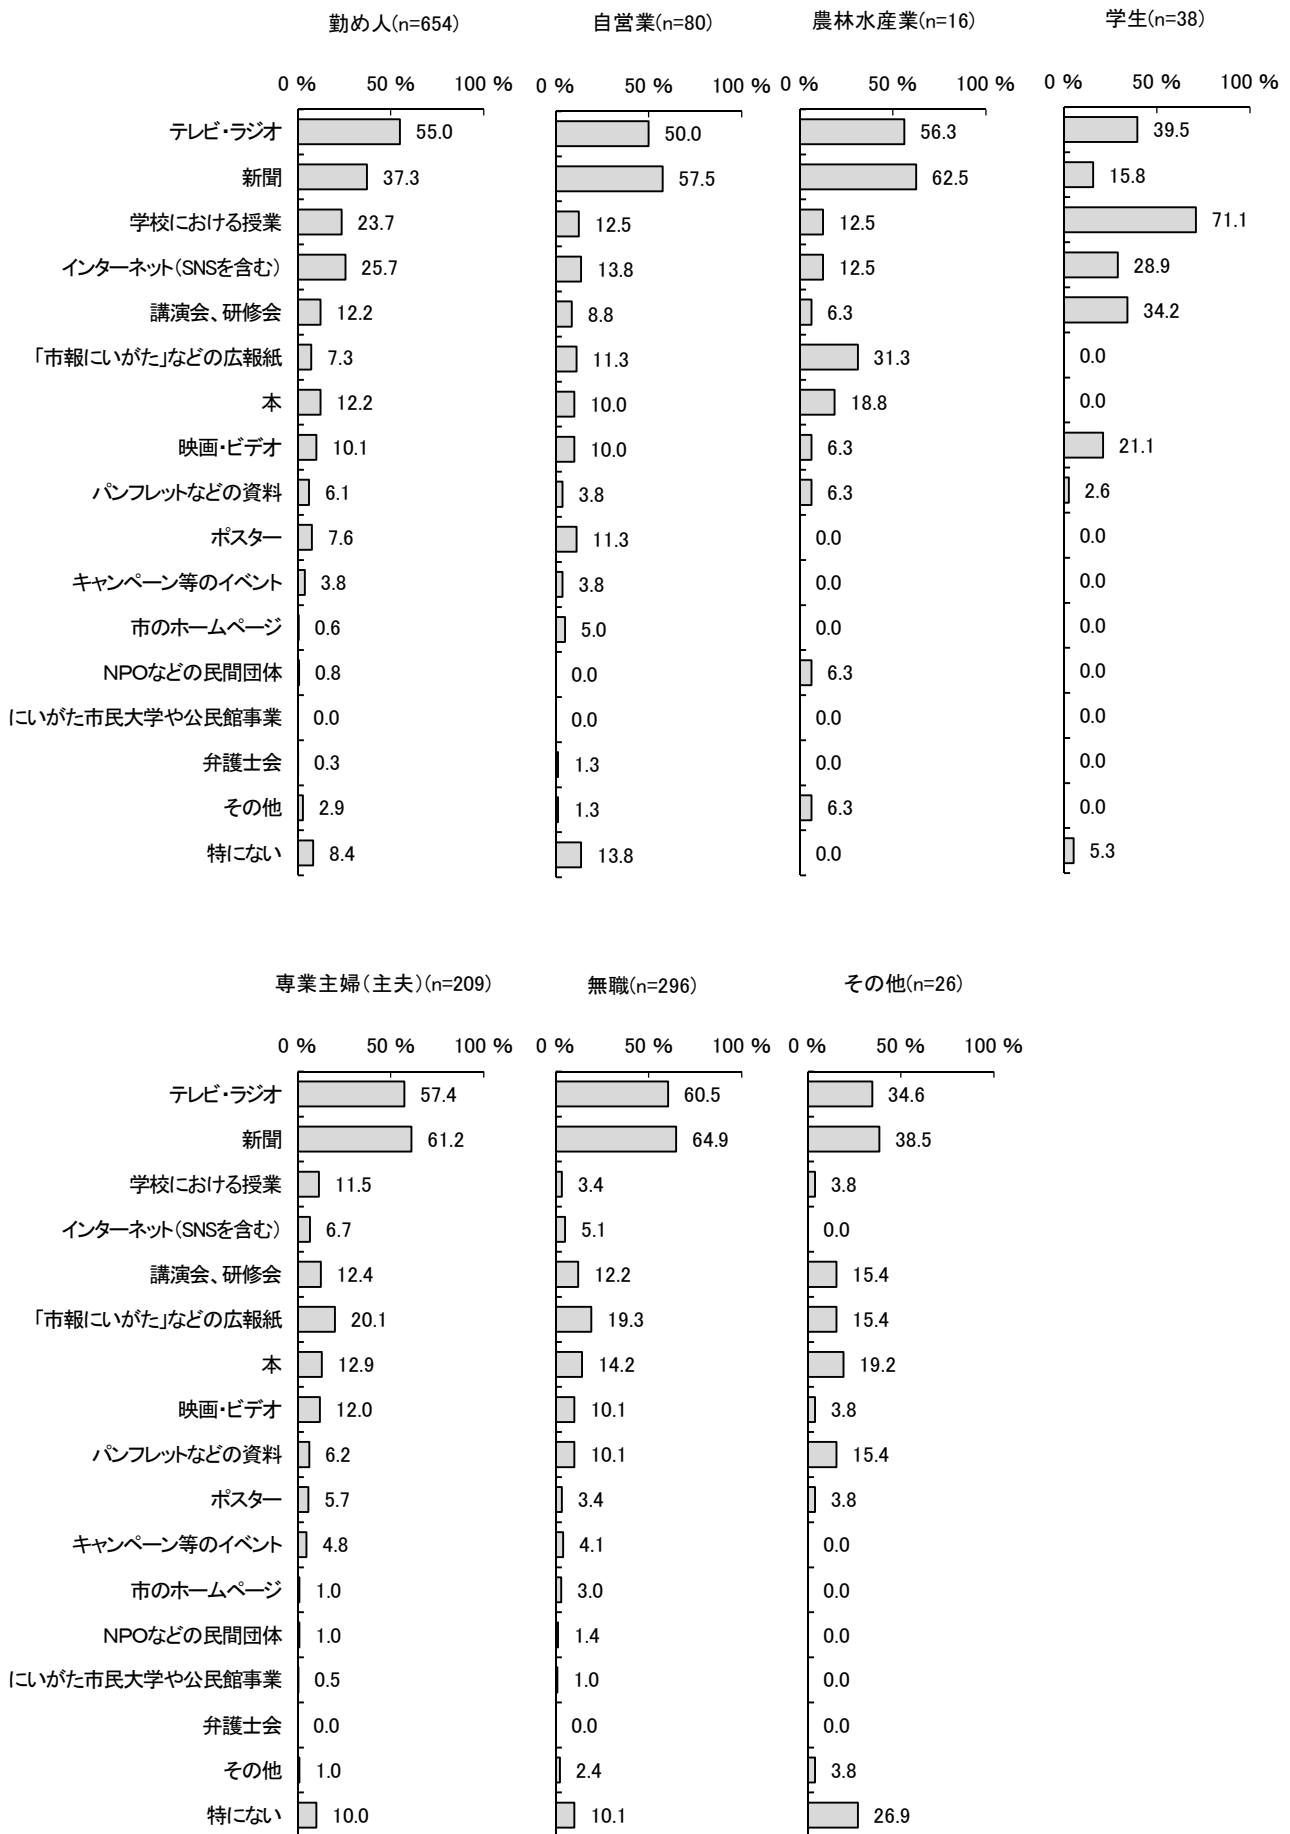 勤め人(n=654) 自営業(n=80) 農林水産業(n=16) 学生(n=38)
0 % 50 % 100 % 0 % 50 % 100 % 0 % 50 % 100 % 0 % 50 % 100 %
テレビ・ラジオ 55.0 50.0 56.3 39.5
新聞 37.3 57.5 62.5 15.8
学校における授業 23.7 12.5 12.5 71.1
インターネット(SNSを含む) 25.7 13.8 12.5 28.9
講演会、研修会 12.2 8.8 6.3 34.2
「市報にいがた」などの広報紙 7.3 11.3 31.3 0.0
本 12.2 10.0 18.8 0.0
映画・ビデオ 10.1 10.0 6.3 21.1
パンフレットなどの資料 6.1 3.8 6.3 2.6
ポスター 7.6 11.3 0.0 0.0
キャンペーン等のイベント 3.8 3.8 0.0 0.0
市のホームページ 0.6 5.0 0.0 0.0
NPOなどの民間団体 0.8 0.0 6.3 0.0
にいがた市民大学や公民館事業 0.0 0.0 0.0 0.0
弁護士会 0.3 1.3 0.0 0.0
その他 2.9 1.3 6.3 0.0
特にない 8.4 13.8 0.0 5.3
専業主婦(主夫)(n=209) 無職(n=296) その他(n=26)
0 % 50 % 100 % 0 % 50 % 100 % 0 % 50 % 100 %
テレビ・ラジオ 57.4 60.5 34.6
新聞 61.2 64.9 38.5
学校における授業 11.5 3.4 3.8
インターネット(SNSを含む) 6.7 5.1 0.0
講演会、研修会 12.4 12.2 15.4
「市報にいがた」などの広報紙 20.1 19.3 15.4
本 12.9 14.2 19.2
映画・ビデオ 12.0 10.1 3.8
パンフレットなどの資料 6.2 10.1 15.4
ポスター 5.7 3.4 3.8
キャンペーン等のイベント 4.8 4.1 0.0
市のホームページ 1.0 3.0 0.0
NPOなどの民間団体 1.0 1.4 0.0
にいがた市民大学や公民館事業 0.5 1.0 0.0
弁護士会 0.0 0.0 0.0
その他 1.0 2.4 3.8
特にない 10.0 10.1 26.9